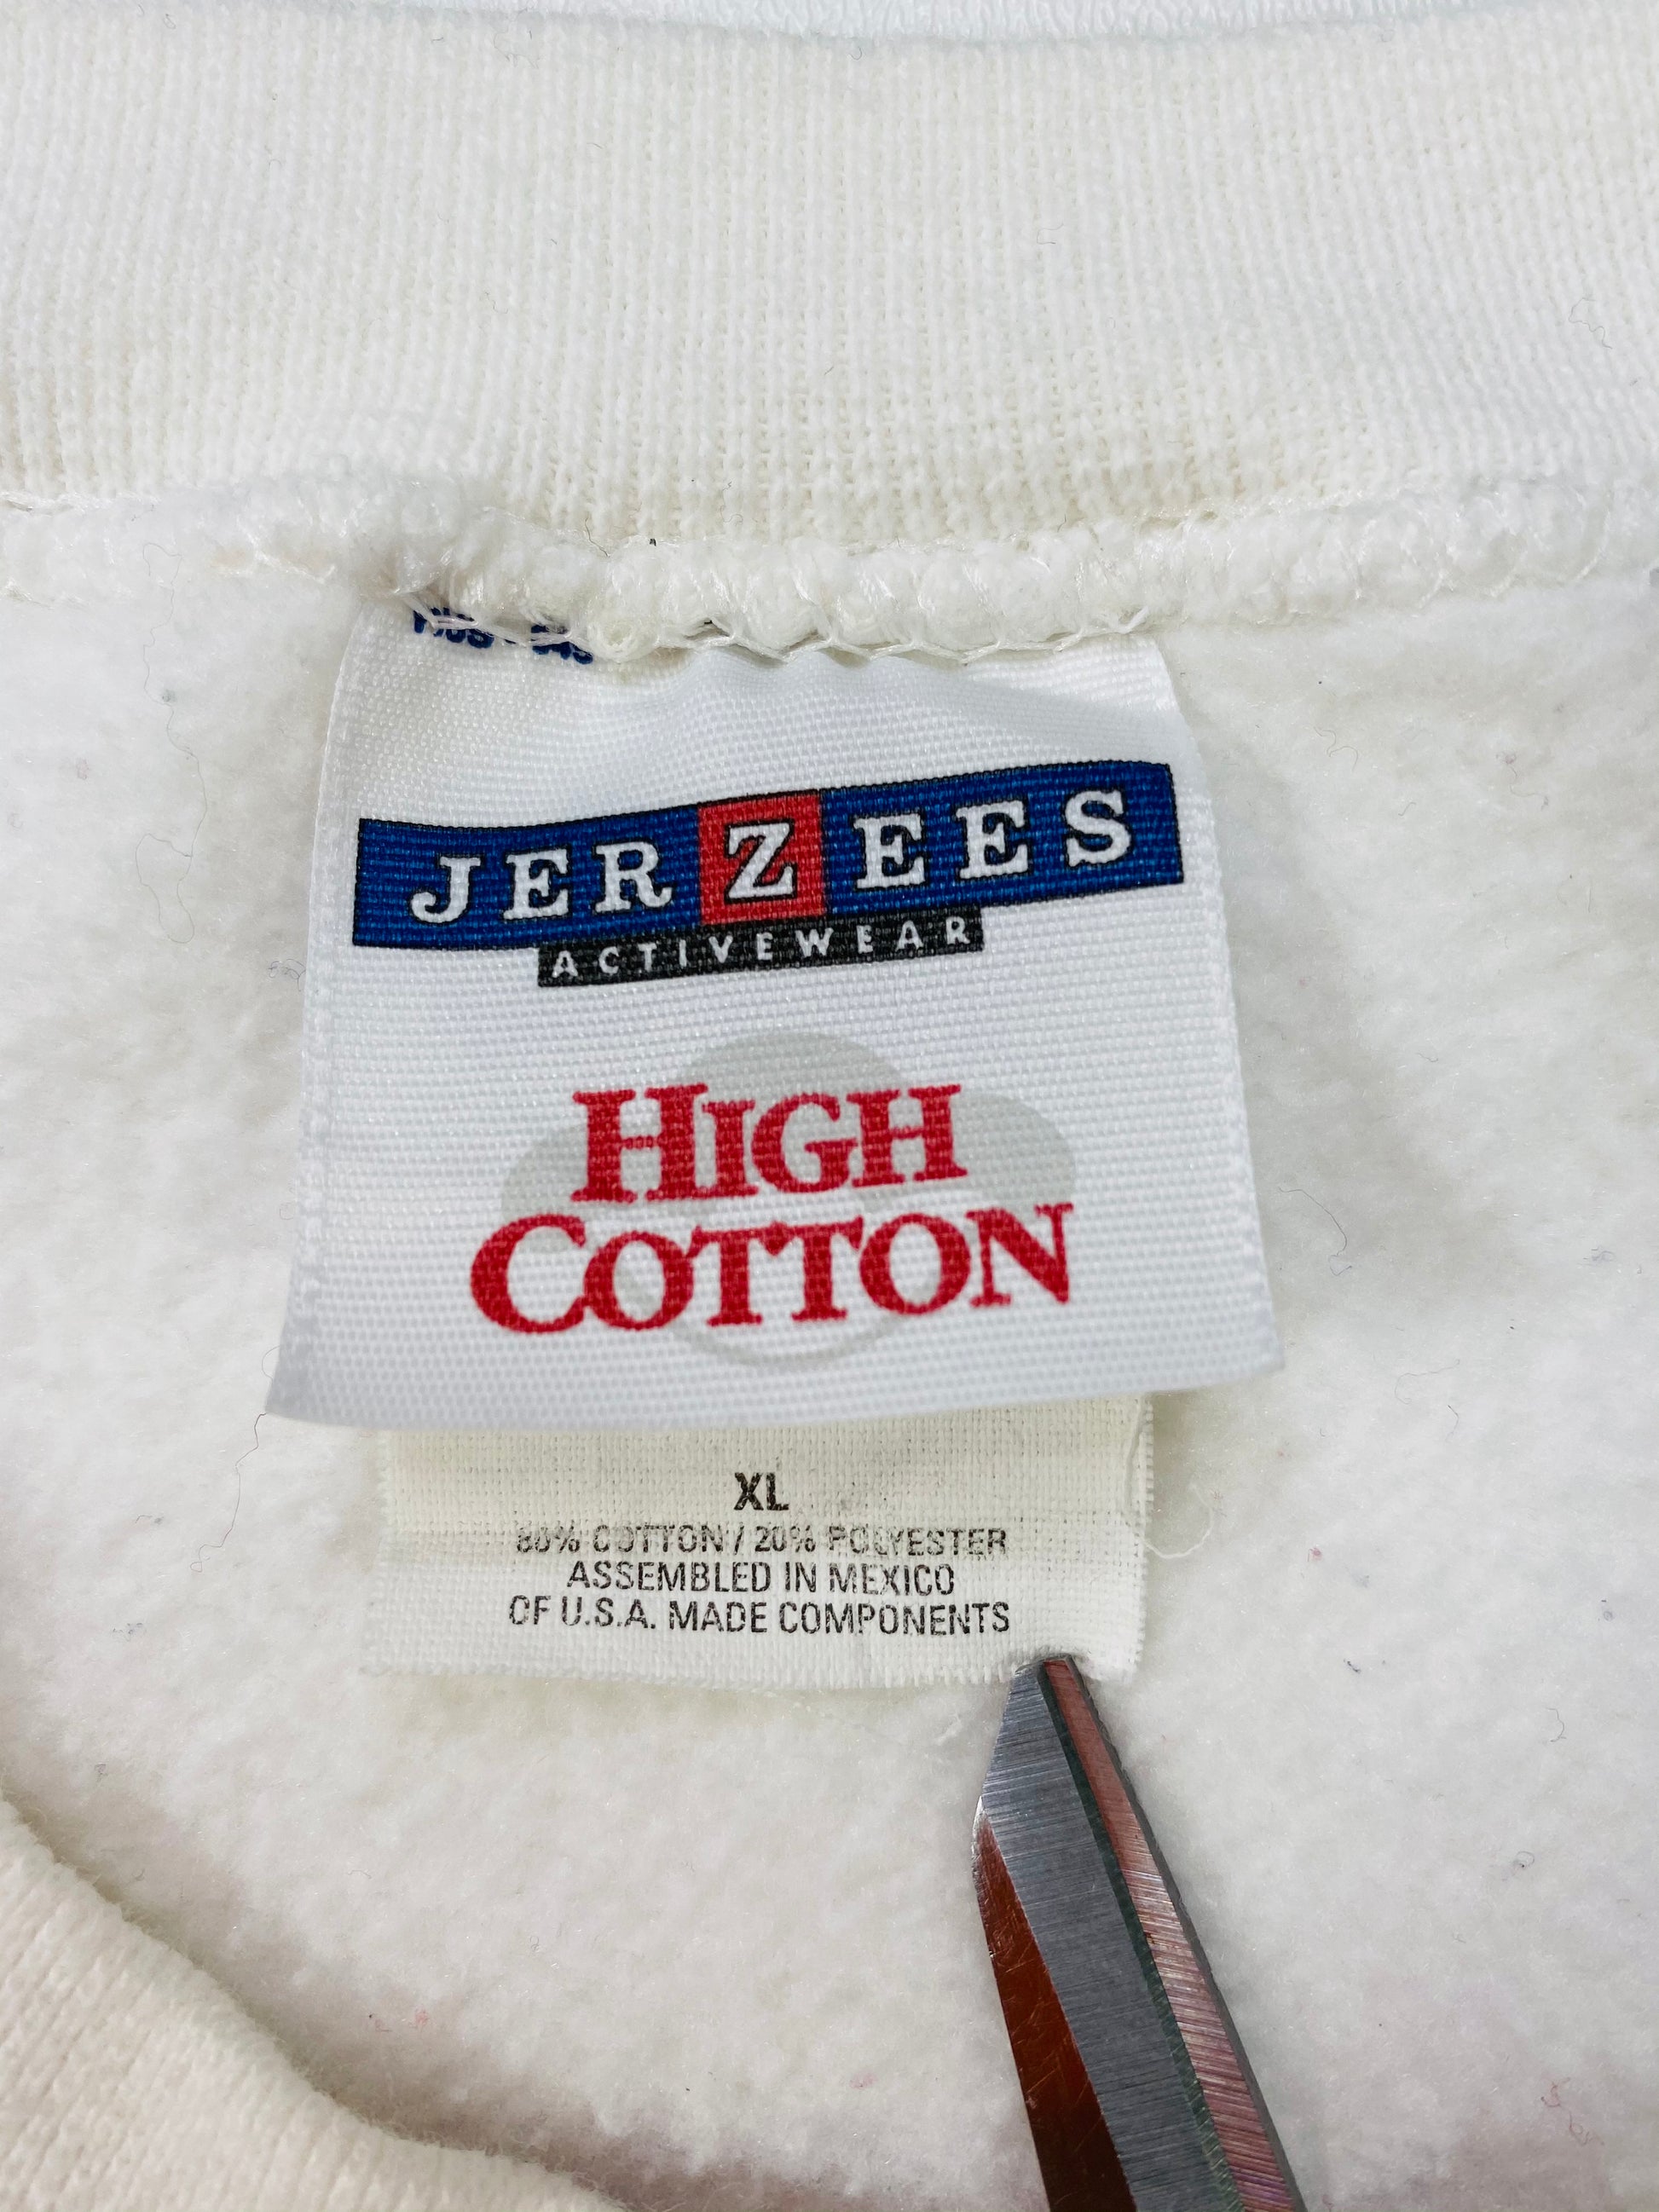 JERZEES
ACTIVEWEAR
HIGH
COTTON
XL
80% COTTON / 20% POLYESTER
ASSEMBLED IN MEXICO
OF U.S.A. MADE COMPONENTS